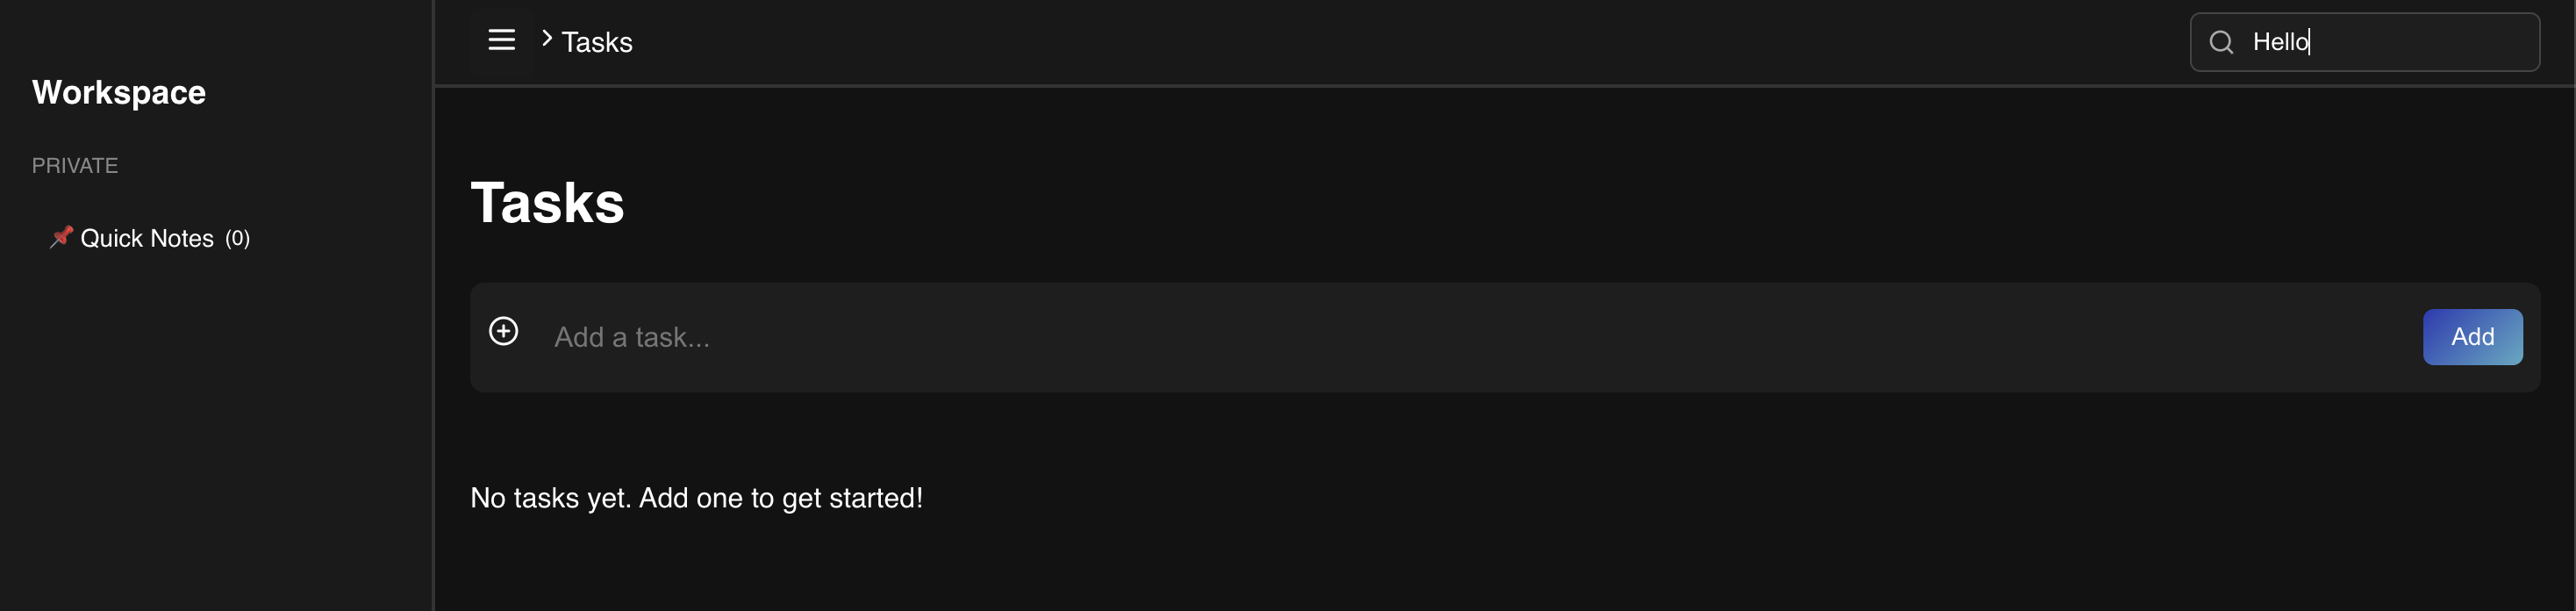 Workspace
PRIVATE
📌 Quick Notes (0)
Tasks
Hello
Tasks
Add a task...
Add
No tasks yet. Add one to get started!